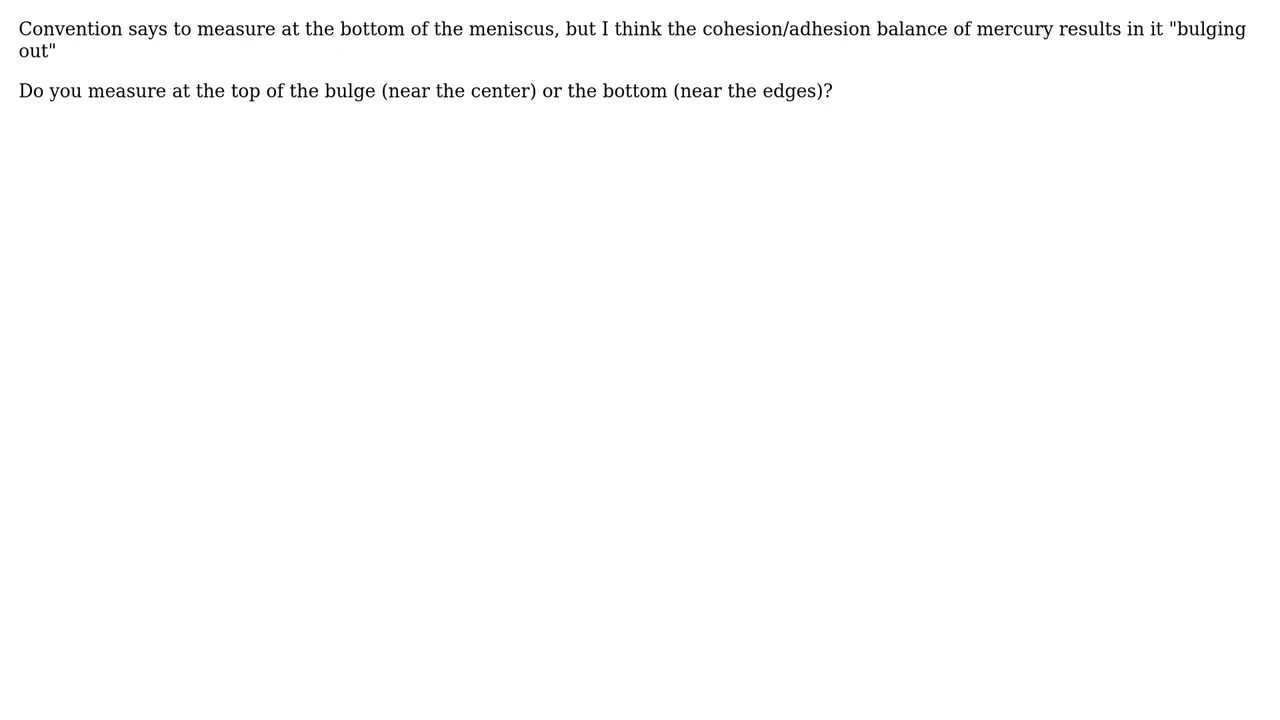 Convention says to measure at the bottom of the meniscus, but I think the cohesion/adhesion balance of mercury results in it "bulging
out"
Do you measure at the top of the bulge (near the center) or the bottom (near the edges)?